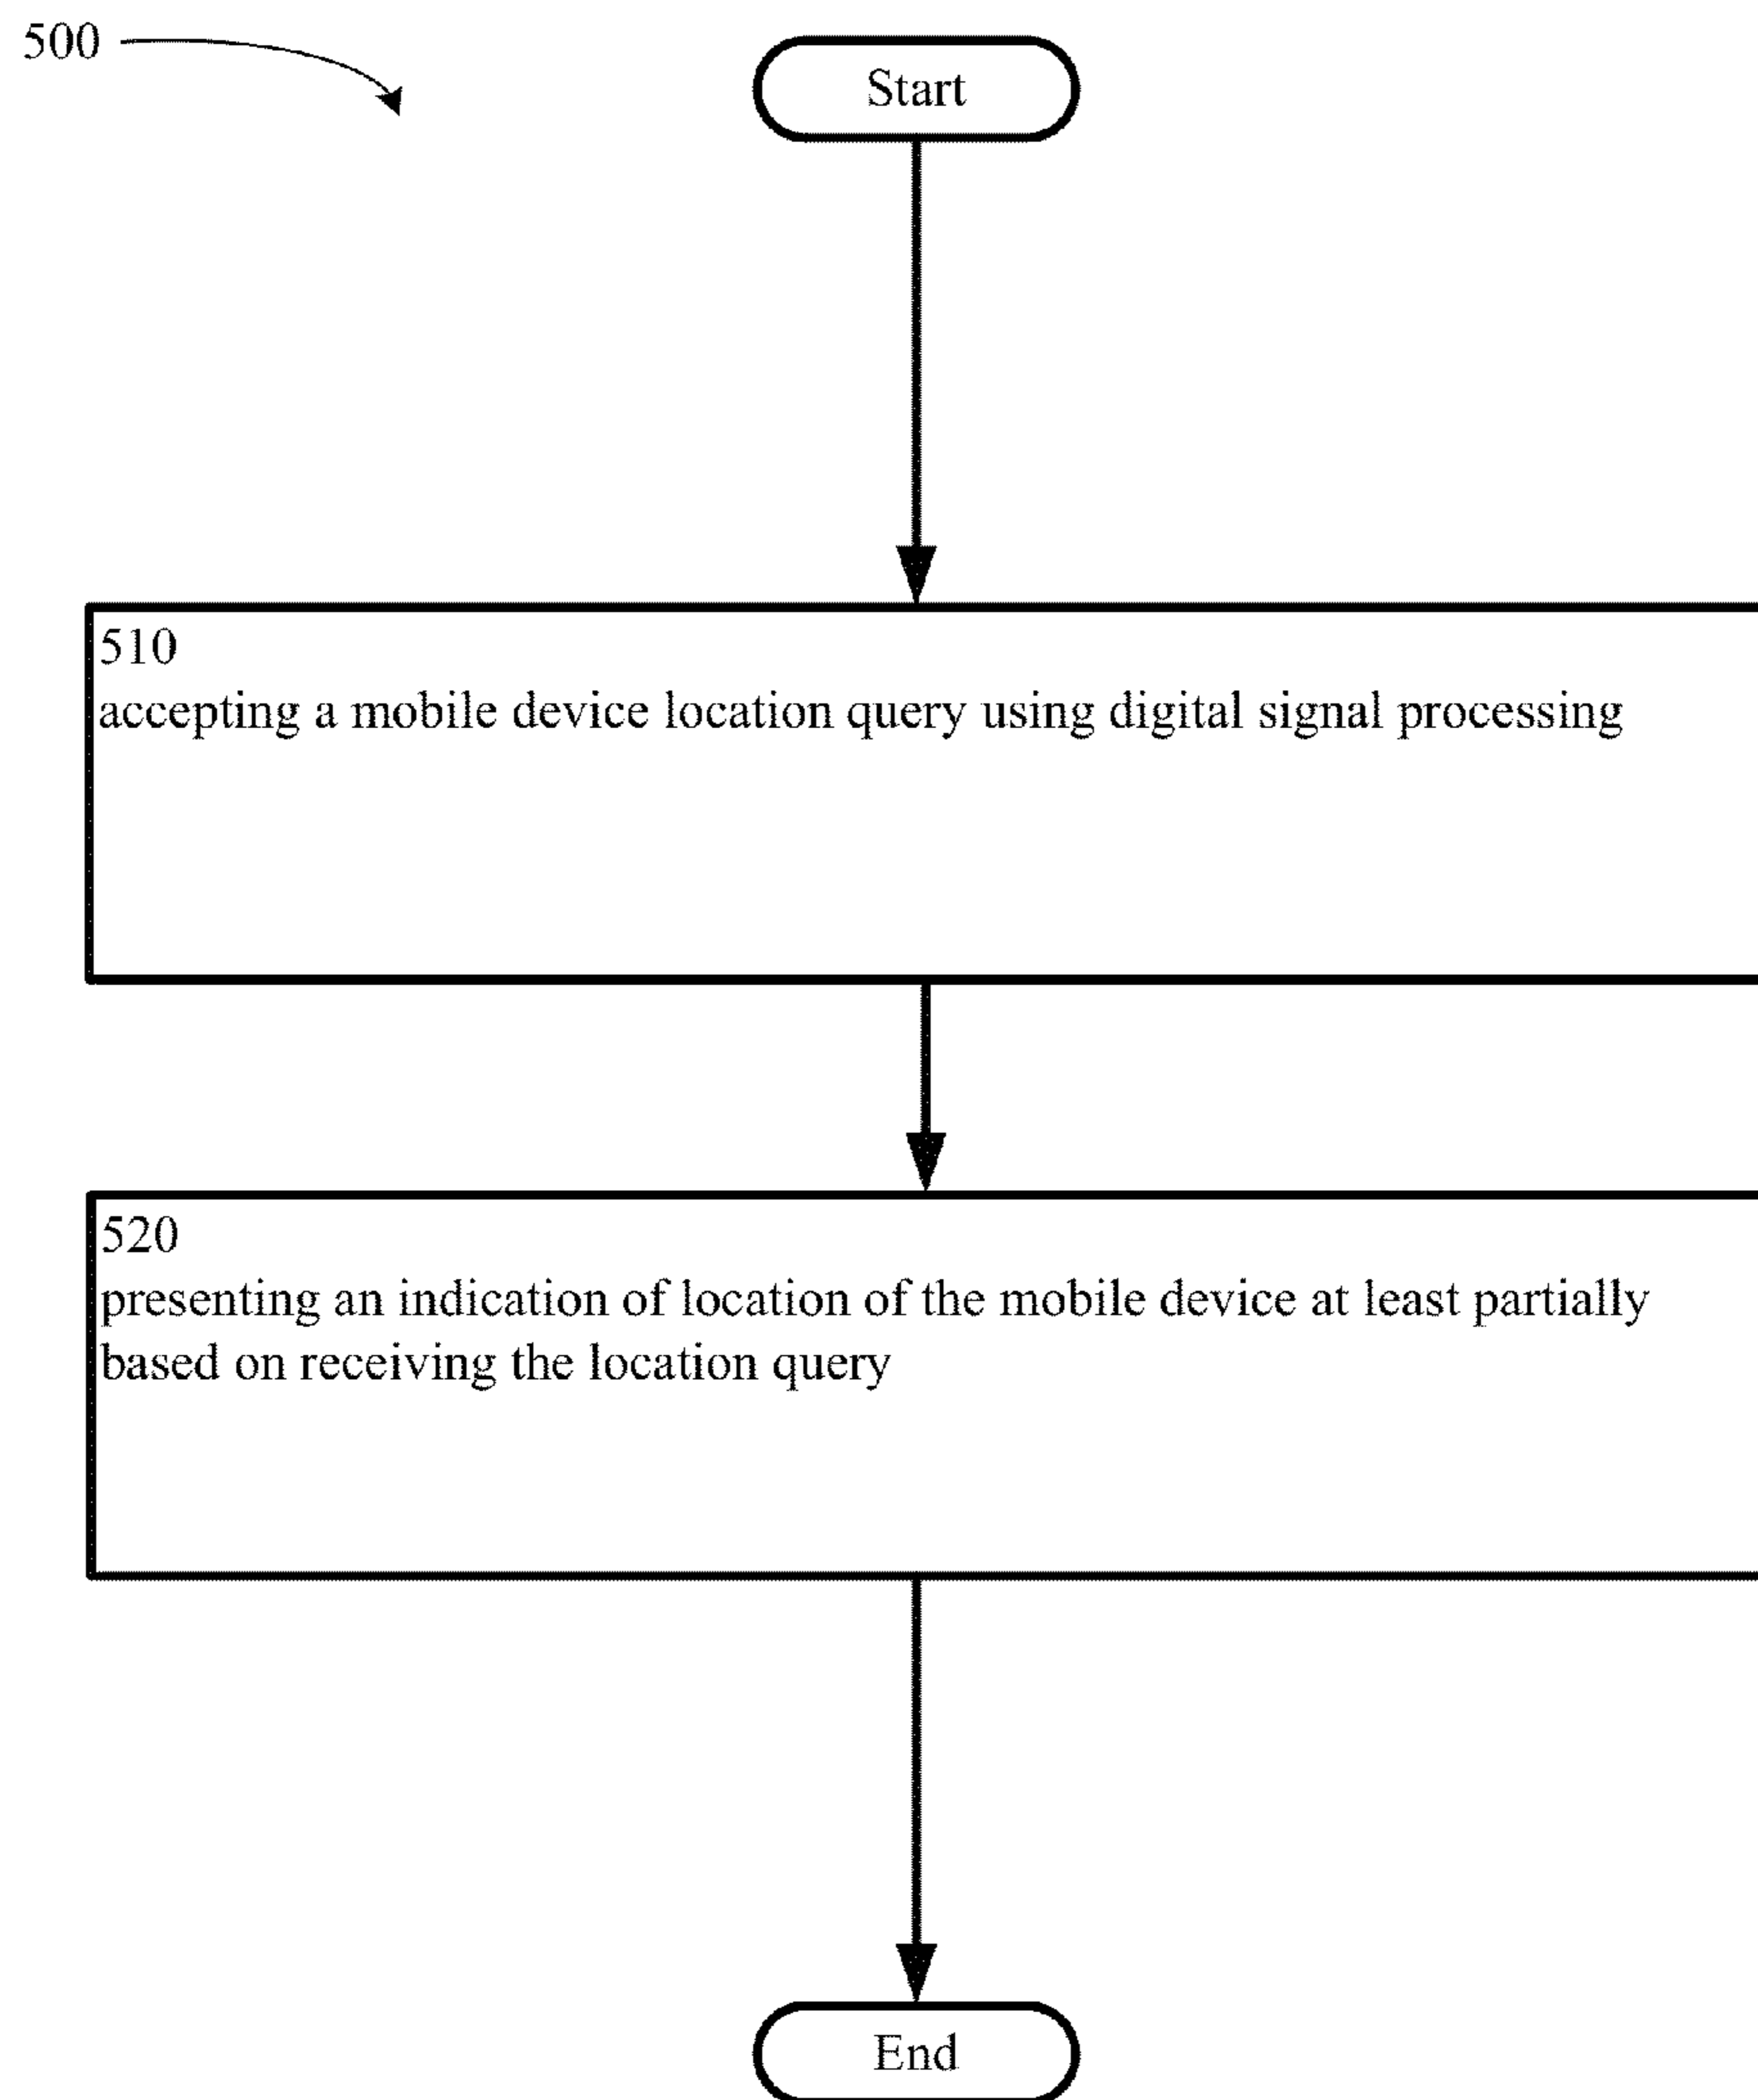 500
Start
510
accepting a mobile device location query using digital signal processing
520
presenting an indication of location of the mobile device at least partially
based on receiving the location query
End